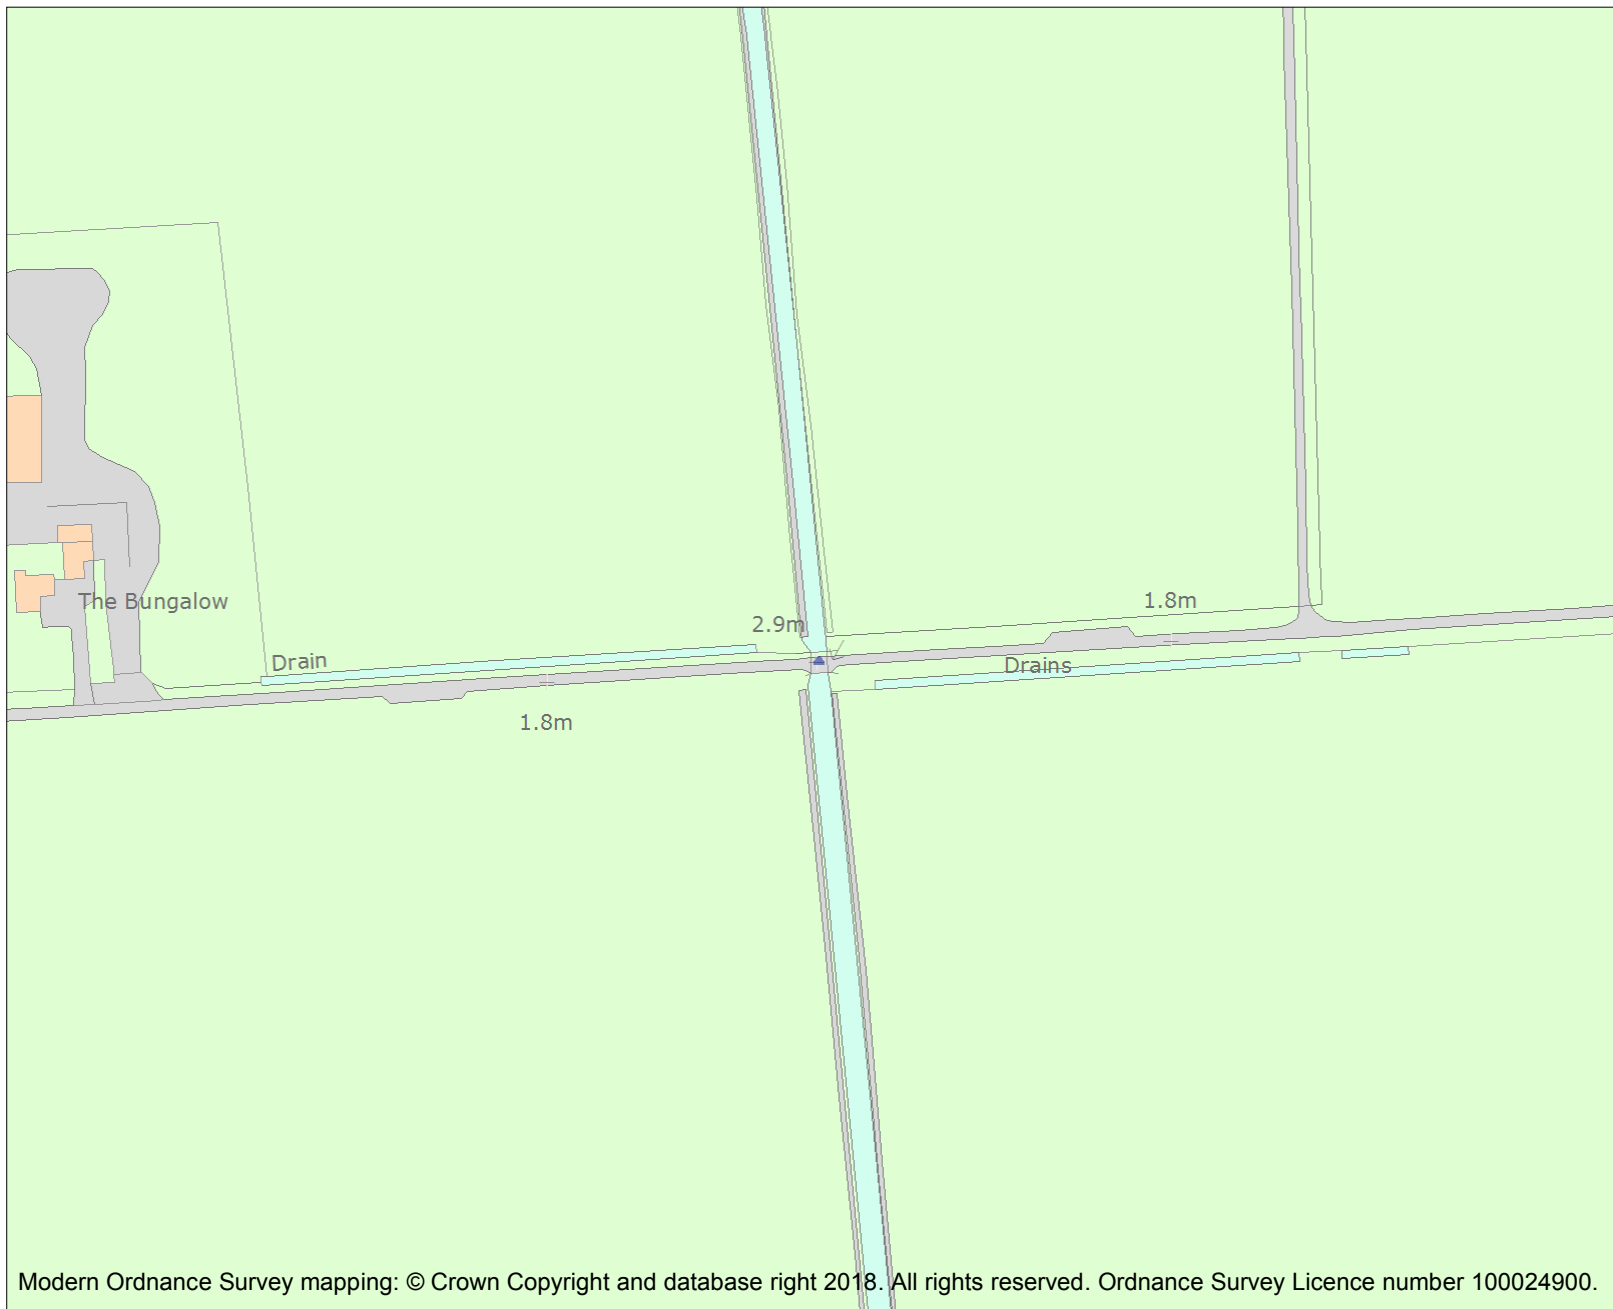 1.8m
2.9m
The Bungalow
Drain
Drains
1.8m
Modern Ordnance Survey mapping: © Crown Copyright and database right 2018. All rights reserved. Ordnance Survey Licence number 100024900.